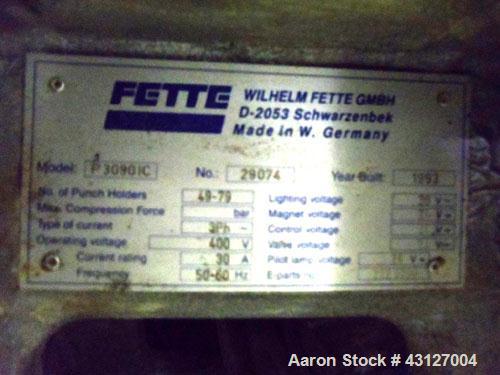 FETTE
WILHELM FETTE GMBH
D-2053 Schwarzenbek
Made in W. Germany
Model: P3090IC No.: 29074 Year Built: 1993
No. of Punch Holders 49-79
Max. Compression Force bar
Type of current 3Ph ~
Operating voltage 400 V
Current rating 30 A
Frequency 50-60 Hz
Lighting voltage V~
Magnet voltage
Control voltage
Valve voltage
Pilot lamp voltage V~
E-parts
Aaron Stock # 43127004